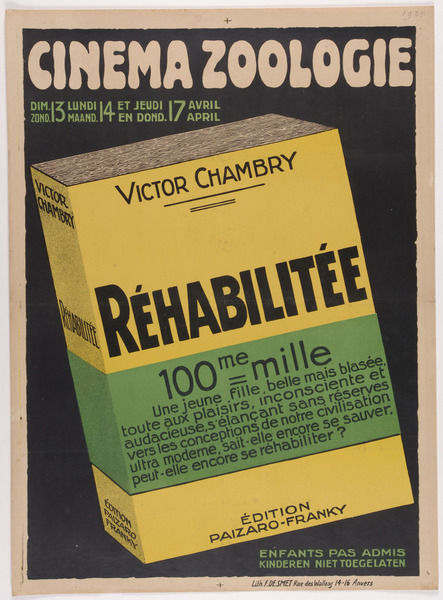 1924
CINEMA ZOOLOGIE
DIM. 13 LUNDI 14 ET JEUDI 17 AVRIL
ZOND. MAAND. EN DOND. APRIL
VICTOR CHAMBRY
VICTOR
CHAMBRY
RÉHABILITÉE
RÉHABILITÉE
100me
= mille
Une jeune fille, belle mais blasée,
toute aux plaisirs, inconsciente et
audacieuse, s'élançant sans réserves
vers les conceptions de notre civilisation
ultra moderne, sait-elle encore se sauver,
peut-elle encore se réhabiliter ?
ÉDITION
PAIZARO-FRANKY
ÉDITION
PAIZARO-
FRANKY
ENFANTS PAS ADMIS
KINDEREN NIET TOEGELATEN
Lith. F. DE SMET Rue des Wallons 14-16 Anvers